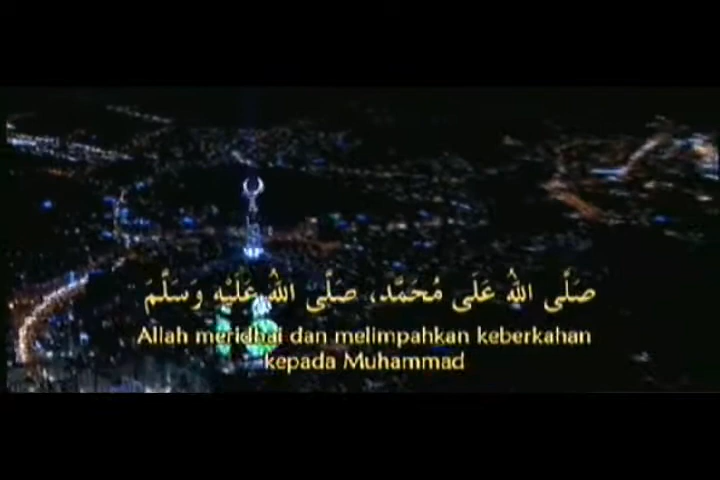 صَلَّى اللهُ عَلَى مُحَمَّد، صَلَّى اللهُ عَلَيْهِ وَسَلَّمَ
Allah meridhai dan melimpahkan keberkahan
kepada Muhammad